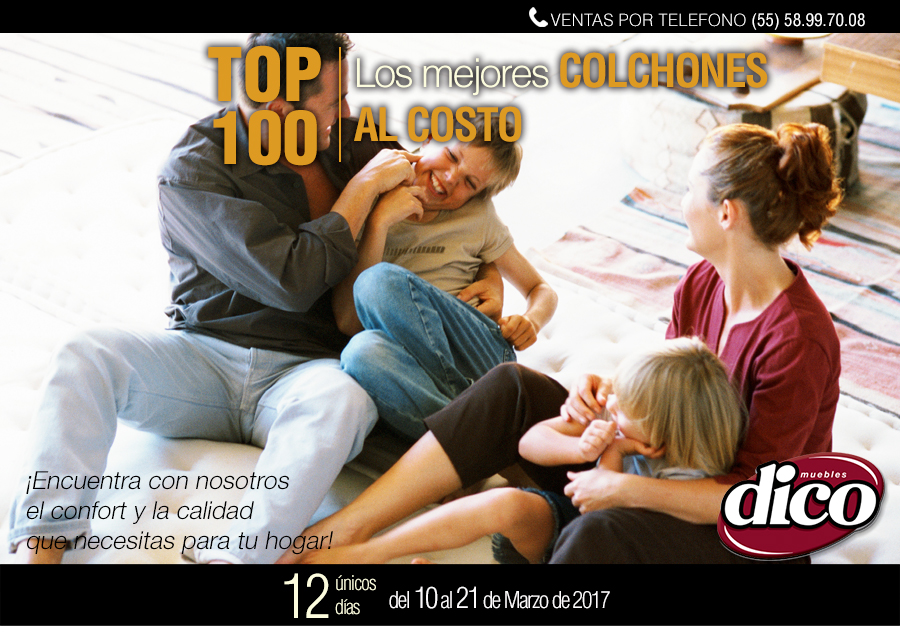 VENTAS POR TELEFONO (55) 58.99.70.08
TOP
100
Los mejores COLCHONES
AL COSTO
¡Encuentra con nosotros
el confort y la calidad
que necesitas para tu hogar!
muebles
dico
12 únicos
días
del 10 al 21 de Marzo de 2017